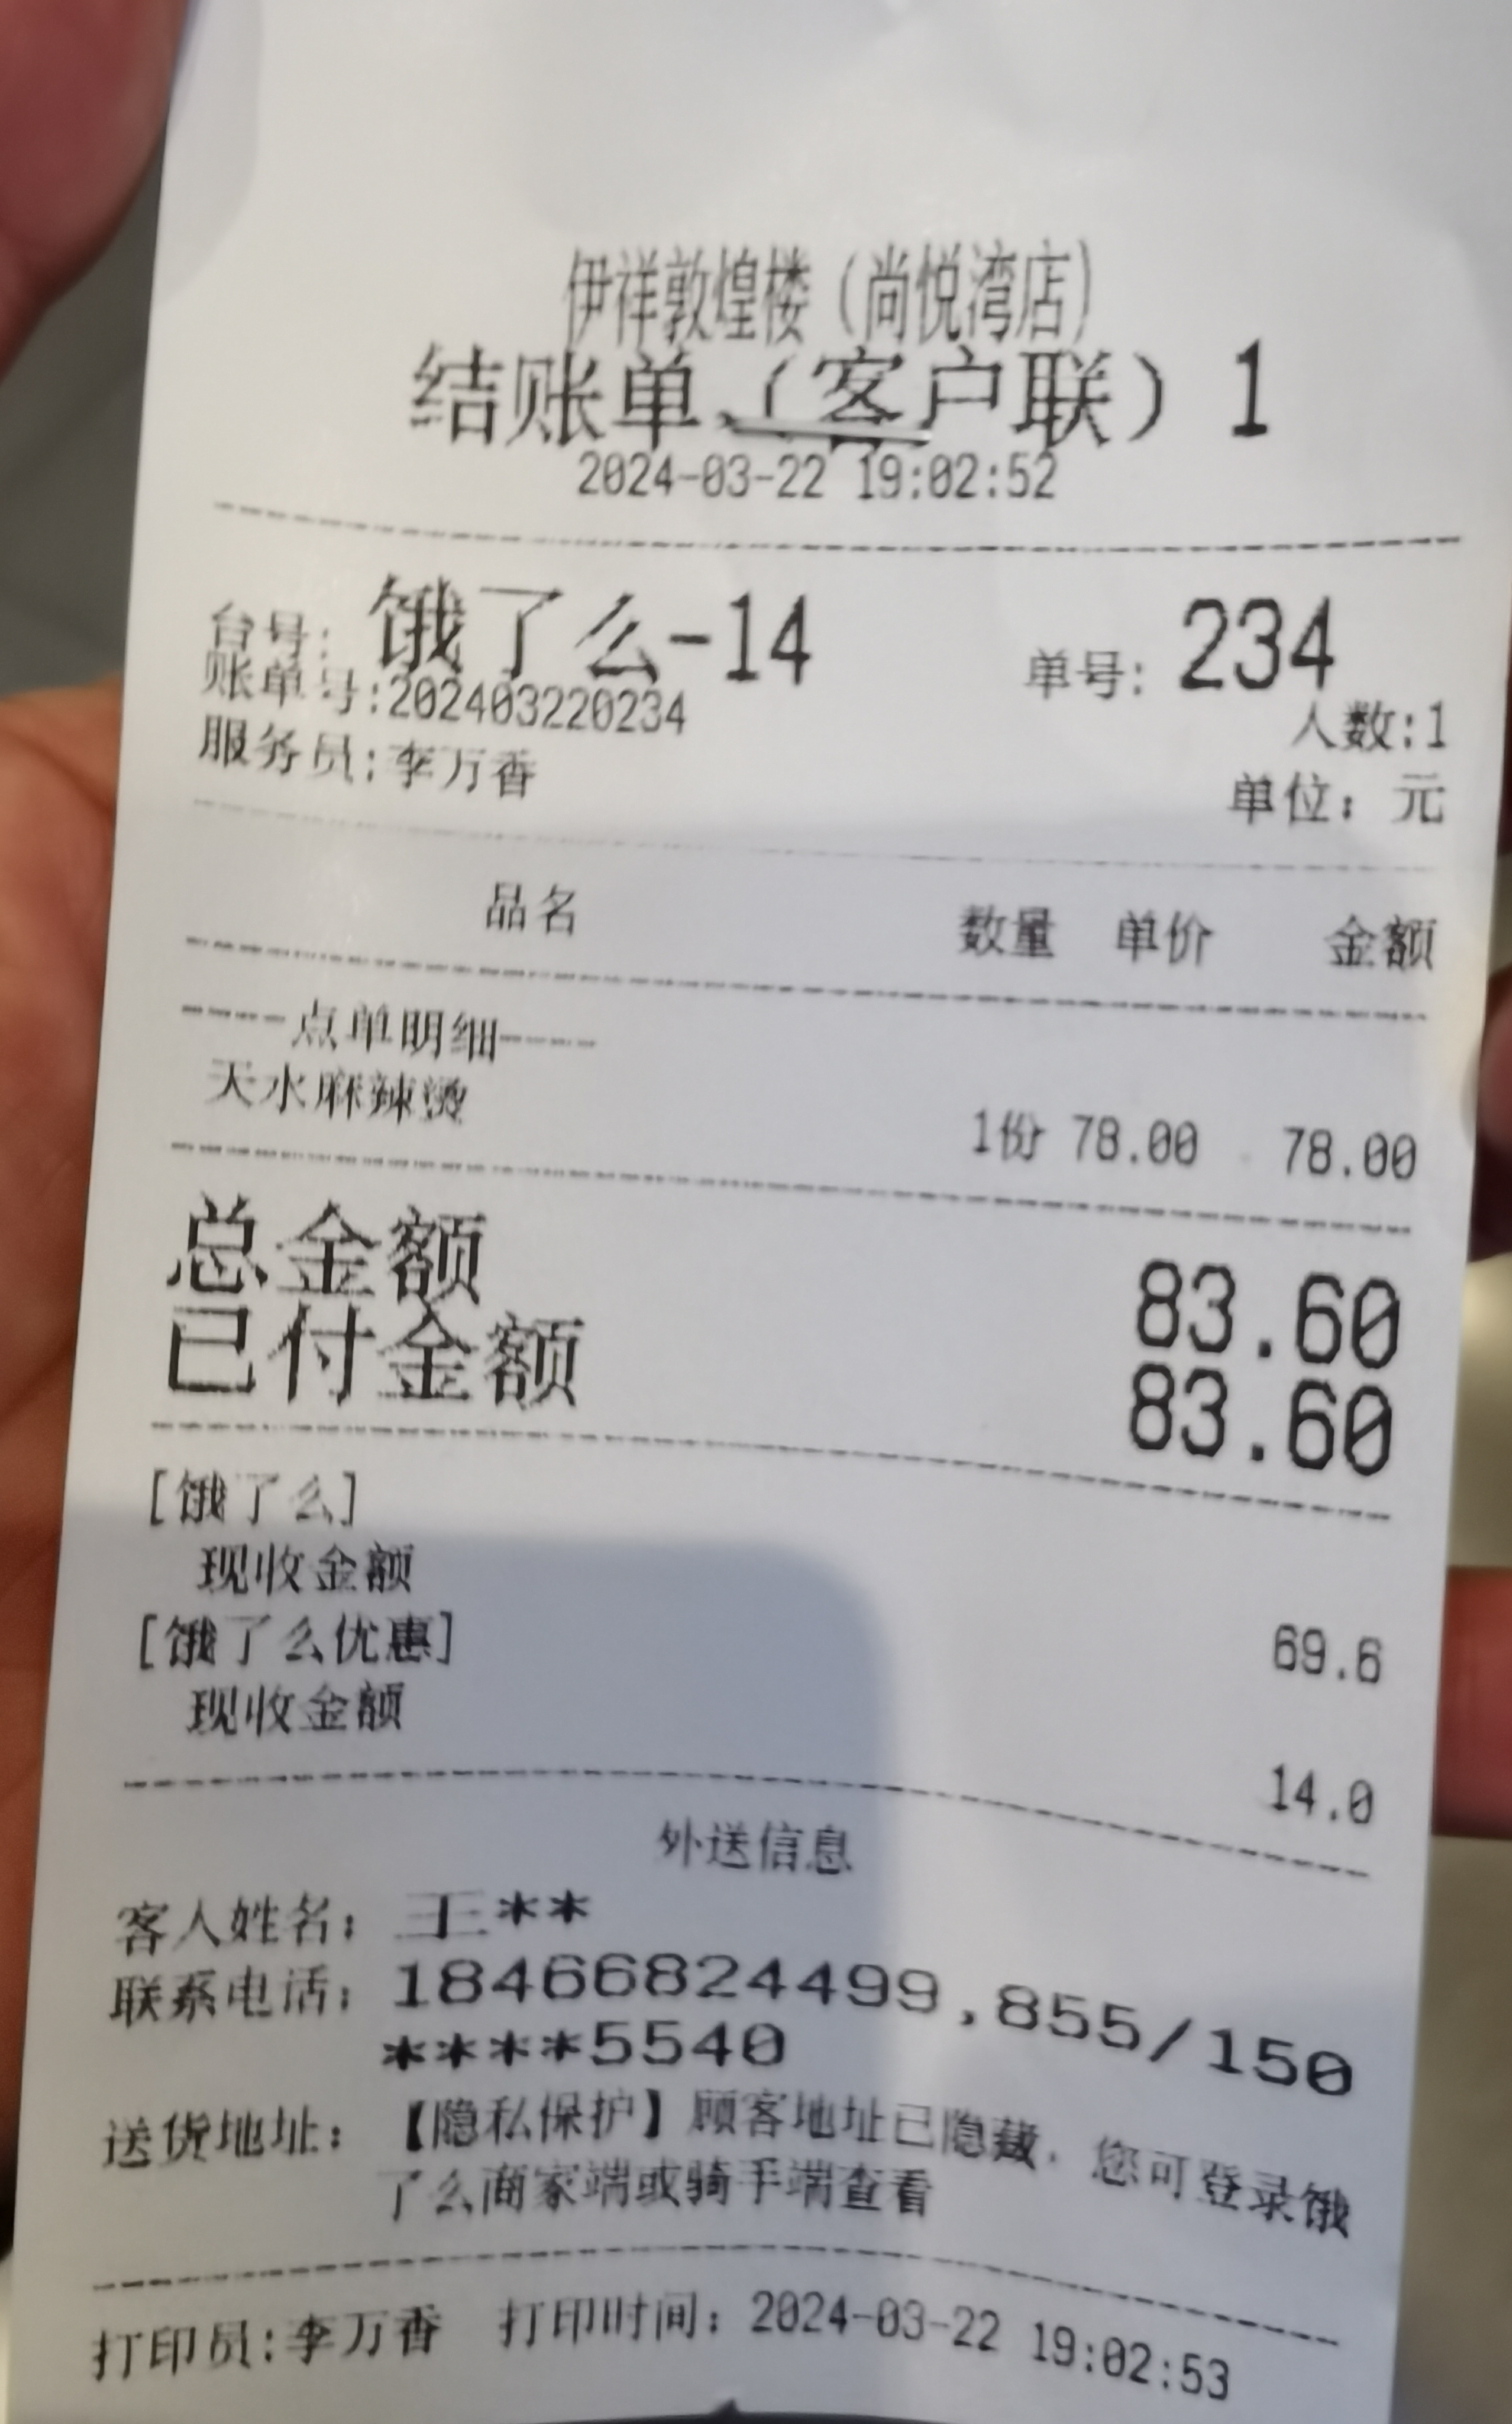 伊祥敦煌楼（尚悦湾店）
结账单（客户联）1
2024-03-22 19:02:52
台号：饿了么-14 单号：234
账单号:202403220234 人数:1
服务员:李万香 单位：元
品名 数量 单价 金额
----点单明细----
天水麻辣烫 1份 78.00 78.00
总金额 83.60
已付金额 83.60
[饿了么]
现收金额 69.6
[饿了么优惠]
现收金额 14.0
外送信息
客人姓名：王**
联系电话：18466824499,855/150
****5540
送货地址：【隐私保护】顾客地址已隐藏，您可登录饿
了么商家端或骑手端查看
打印员:李万香 打印时间：2024-03-22 19:02:53